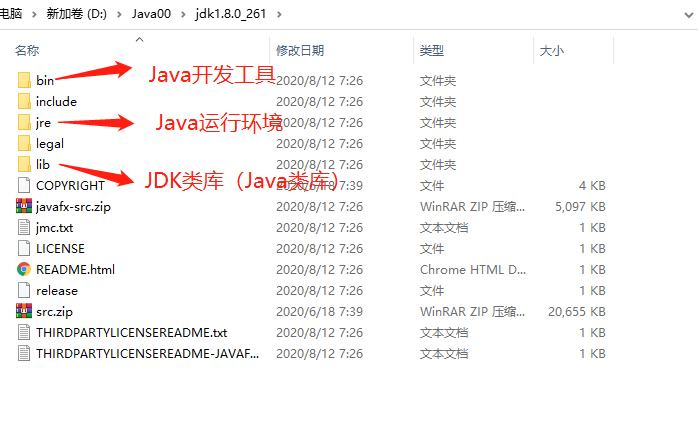 电脑 > 新加卷 (D:) > Java00 > jdk1.8.0_261 >
名称 修改日期 类型 大小
bin 2020/8/12 7:26 文件夹
Java开发工具
include 2020/8/12 7:26 文件夹
jre 2020/8/12 7:26 文件夹
Java运行环境
legal 2020/8/12 7:26 文件夹
lib 2020/8/12 7:26 文件夹
JDK类库（Java类库）
COPYRIGHT 2020/6/18 7:39 文件 4 KB
javafx-src.zip 2020/8/12 7:26 WinRAR ZIP 压缩... 5,097 KB
jmc.txt 2020/8/12 7:26 文本文档 1 KB
LICENSE 2020/8/12 7:26 文件 1 KB
README.html 2020/8/12 7:26 Chrome HTML D... 1 KB
release 2020/8/12 7:26 文件 1 KB
src.zip 2020/6/18 7:39 WinRAR ZIP 压缩... 20,655 KB
THIRDPARTYLICENSEREADME.txt 2020/8/12 7:26 文本文档 1 KB
THIRDPARTYLICENSEREADME-JAVAF... 2020/8/12 7:26 文本文档 1 KB